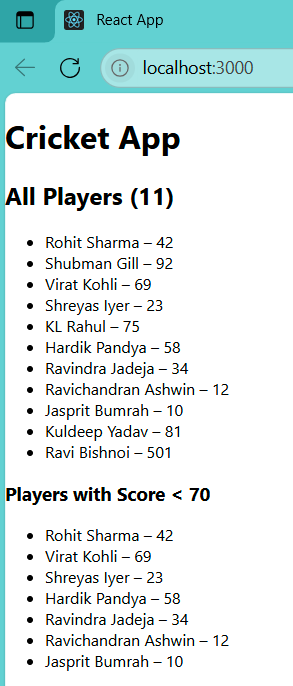 React App
localhost:3000
Cricket App
All Players (11)
Rohit Sharma – 42
Shubman Gill – 92
Virat Kohli – 69
Shreyas Iyer – 23
KL Rahul – 75
Hardik Pandya – 58
Ravindra Jadeja – 34
Ravichandran Ashwin – 12
Jasprit Bumrah – 10
Kuldeep Yadav – 81
Ravi Bishnoi – 501
Players with Score < 70
Rohit Sharma – 42
Virat Kohli – 69
Shreyas Iyer – 23
Hardik Pandya – 58
Ravindra Jadeja – 34
Ravichandran Ashwin – 12
Jasprit Bumrah – 10